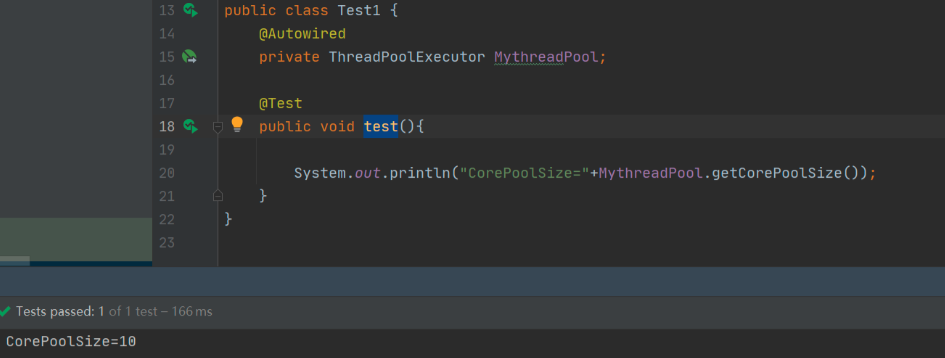 13 public class Test1 {
14 @Autowired
15 private ThreadPoolExecutor MythreadPool;
16
17 @Test
18 public void test(){
19
20 System.out.println("CorePoolSize="+MythreadPool.getCorePoolSize());
21 }
22 }
23
Tests passed: 1 of 1 test – 166 ms
CorePoolSize=10